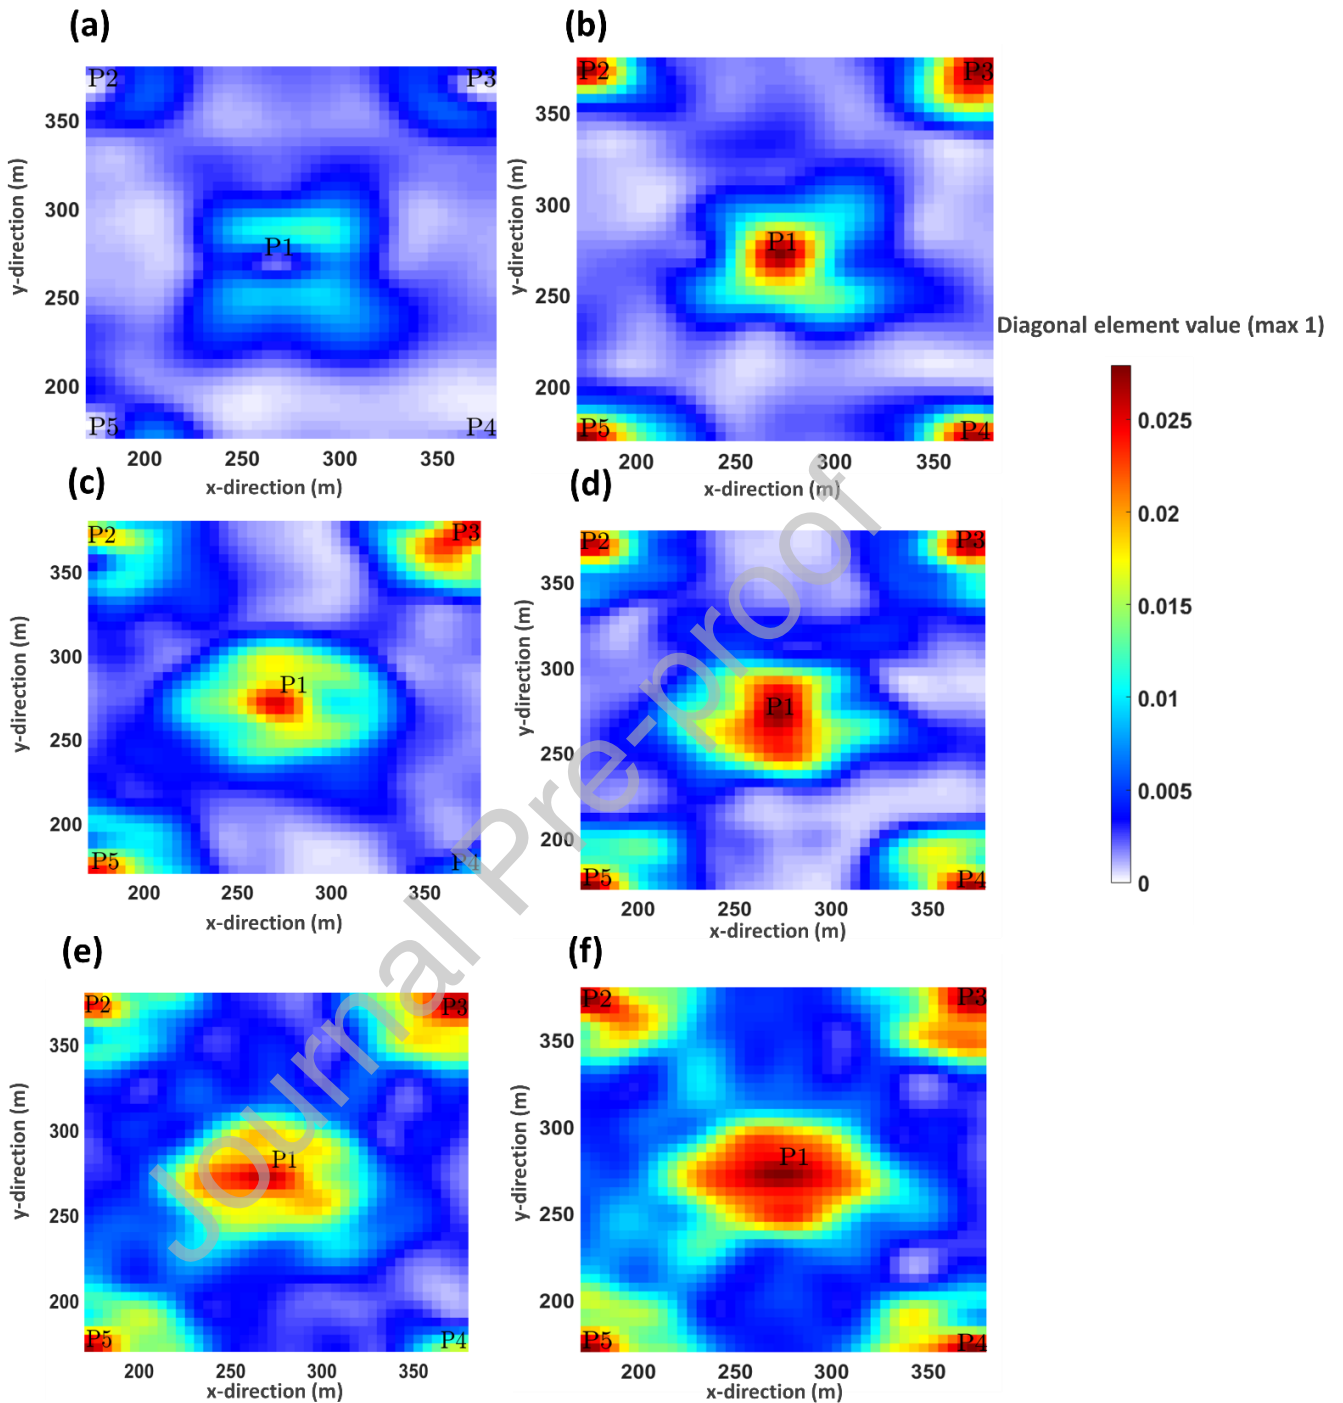 (a)
(b)
P2
P3
P1
P5
P4
350
300
250
200
y-direction (m)
200
250
300
350
x-direction (m)
P2
P3
P1
P5
P4
350
300
250
200
y-direction (m)
200
250
300
350
x-direction (m)
Diagonal element value (max 1)
0.025
0.02
0.015
0.01
0.005
0
(c)
(d)
P2
P3
P1
P5
P4
350
300
250
200
y-direction (m)
200
250
300
350
x-direction (m)
P2
P3
P1
P5
P4
350
300
250
200
y-direction (m)
200
250
300
350
x-direction (m)
(e)
(f)
P2
P3
P1
P5
P4
350
300
250
200
y-direction (m)
200
250
300
350
x-direction (m)
P2
P3
P1
P5
P4
350
300
250
200
y-direction (m)
200
250
300
350
x-direction (m)
Journal Pre-proof